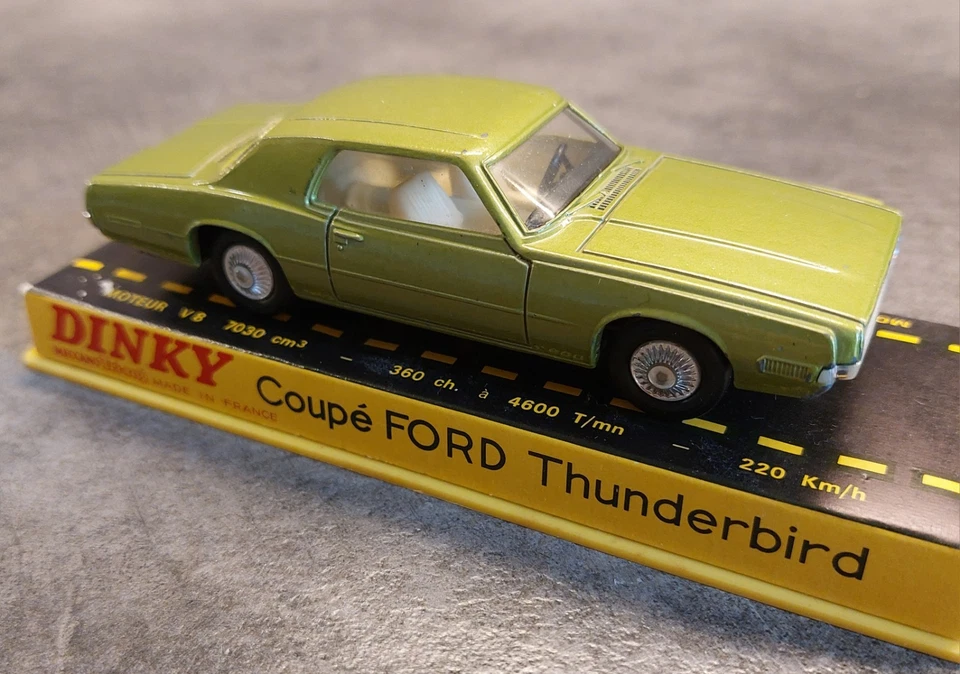 MOTEUR V8 7030 cm3
360 ch. à 4600 T/mn
220 Km/h
DINKY
MADE IN FRANCE
Coupé FORD Thunderbird